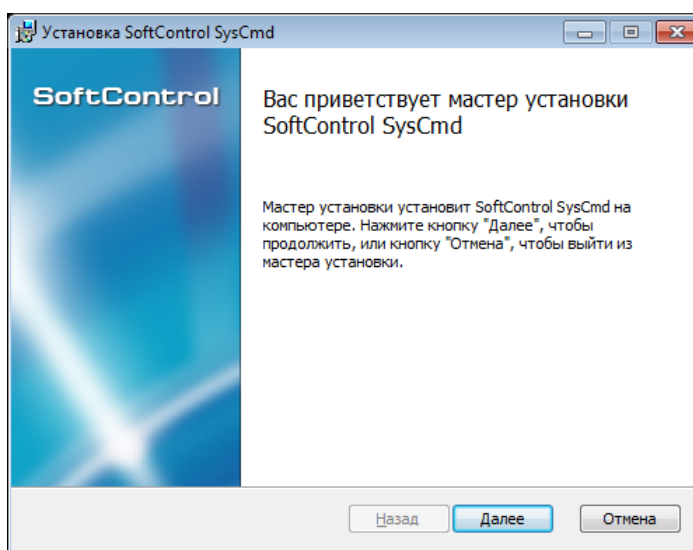 Установка SoftControl SysCmd
SoftControl
Вас приветствует мастер установки
SoftControl SysCmd
Мастер установки установит SoftControl SysCmd на
компьютере. Нажмите кнопку "Далее", чтобы
продолжить, или кнопку "Отмена", чтобы выйти из
мастера установки.
Назад Далее Отмена